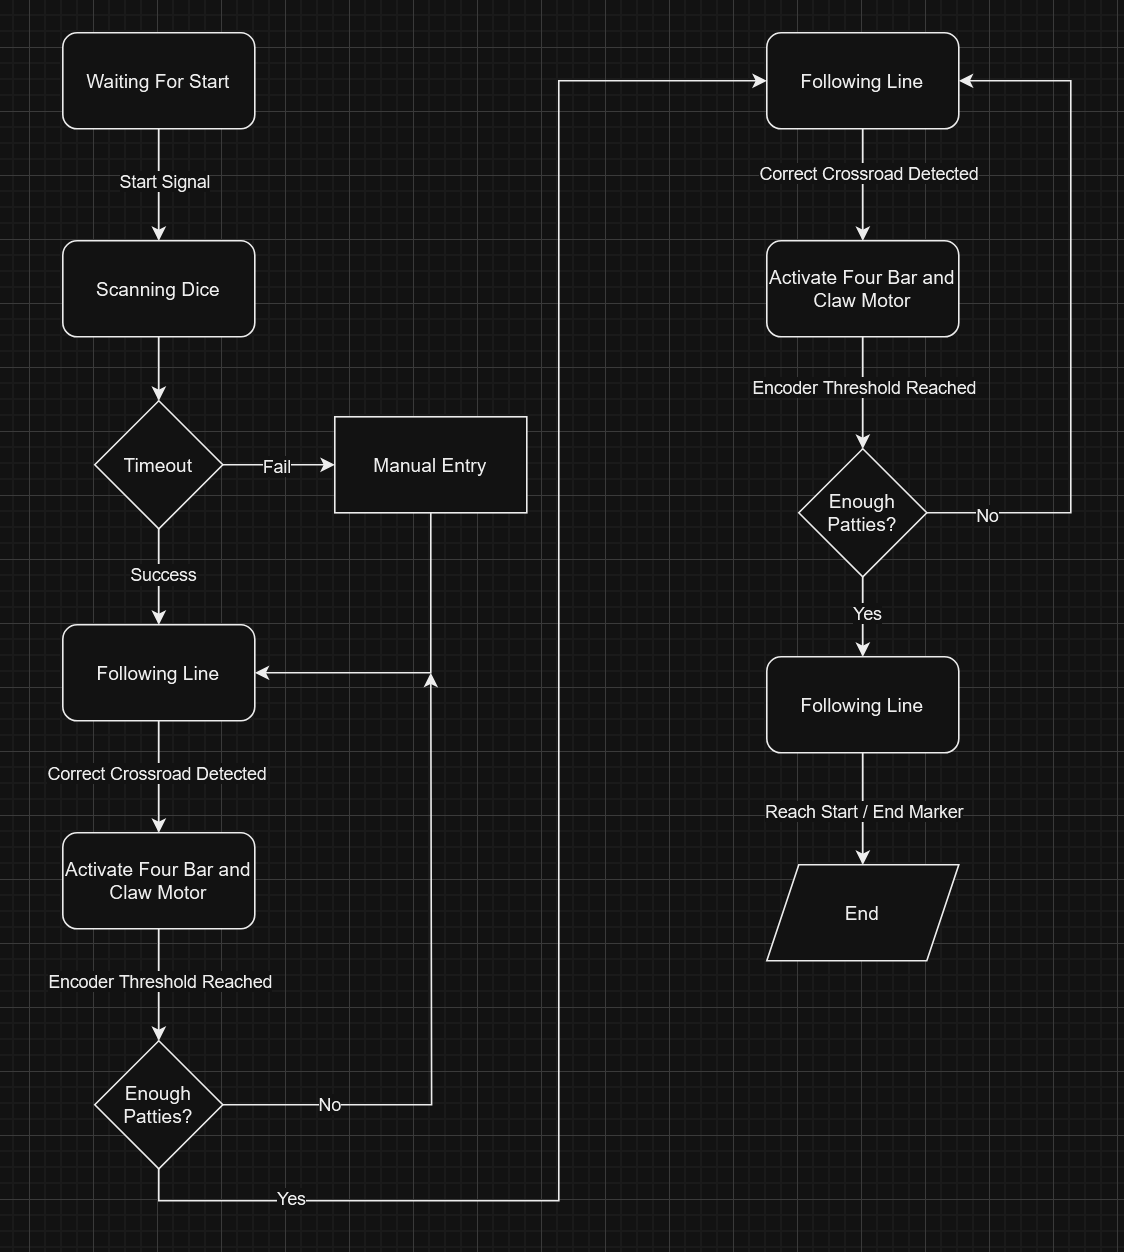 Waiting For Start
Start Signal
Scanning Dice
Timeout
Fail
Manual Entry
Success
Following Line
Correct Crossroad Detected
Activate Four Bar and
Claw Motor
Encoder Threshold Reached
Enough
Patties?
No
Yes
Following Line
Correct Crossroad Detected
Activate Four Bar and
Claw Motor
Encoder Threshold Reached
Enough
Patties?
No
Yes
Following Line
Reach Start / End Marker
End